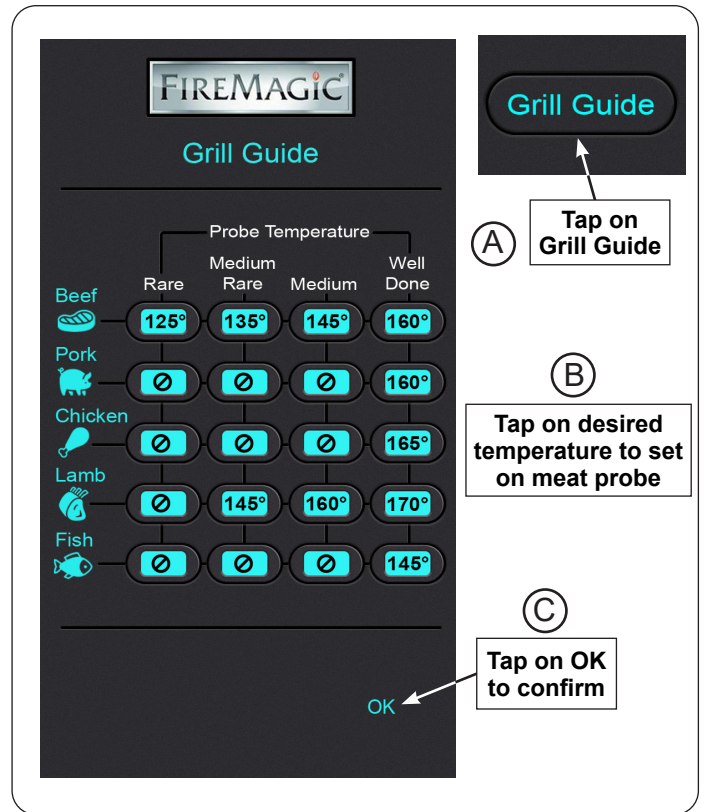 FIREMAGIC
Grill Guide
Probe Temperature
Rare
Medium
Rare
Medium
Well
Done
Beef
125° 135° 145° 160°
Pork
160°
Chicken
165°
Lamb
145° 160° 170°
Fish
145°
OK
Grill Guide
A
Tap on
Grill Guide
B
Tap on desired
temperature to set
on meat probe
C
Tap on OK
to confirm